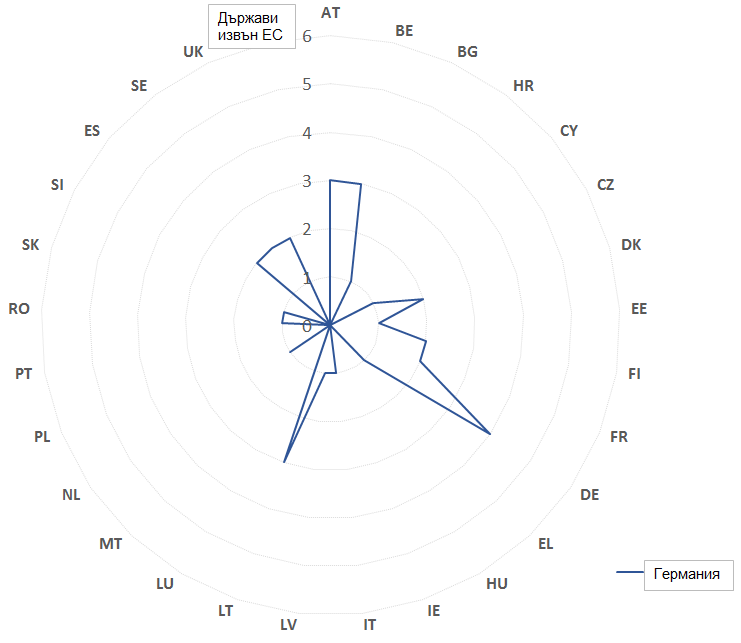 Държави
извън ЕС
AT
BE
BG
HR
CY
CZ
DK
EE
FI
FR
DE
EL
HU
IE
IT
LV
LT
LU
MT
NL
PL
PT
RO
SK
SI
ES
SE
UK
6
5
4
3
2
1
0
Германия